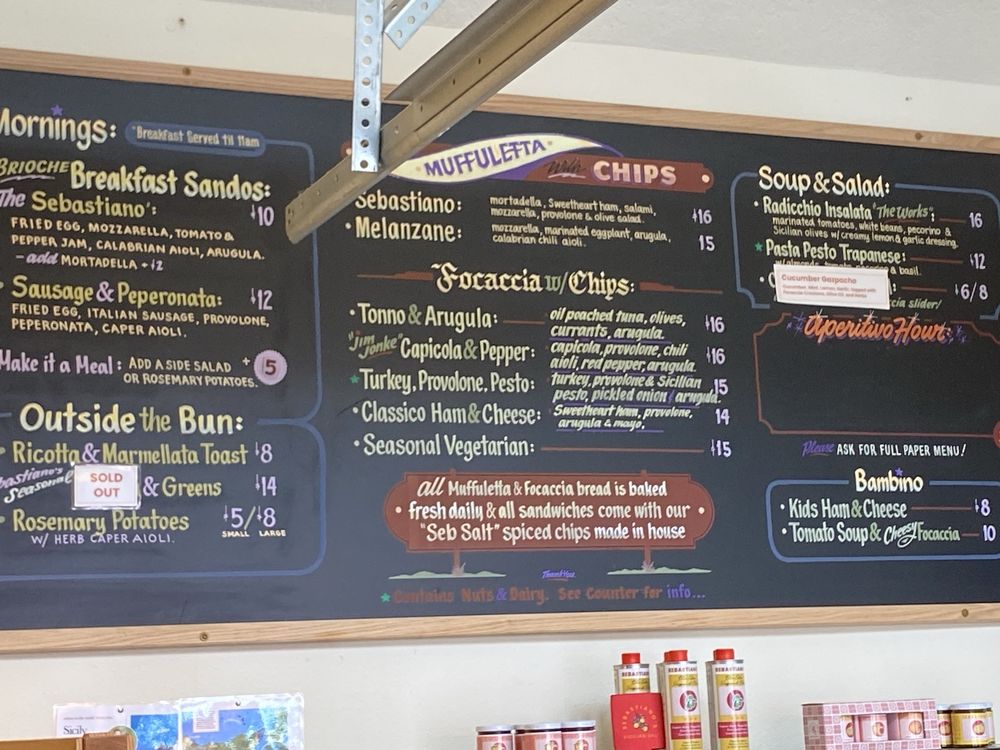 Mornings:
*Breakfast Served til 11am
BRIOCHE Breakfast Sandos:
The Sebastiano: $10
FRIED EGG, MOZZARELLA, TOMATO &
PEPPER JAM, CALABRIAN AIOLI, ARUGULA.
-add MORTADELLA + $2
Sausage & Peperonata: $12
FRIED EGG, ITALIAN SAUSAGE, PROVOLONE,
PEPERONATA, CAPER AIOLI.
Make it a Meal: ADD A SIDE SALAD
OR ROSEMARY POTATOES. + 5
Outside the Bun:
• Ricotta & Marmellata Toast $8
Seasonal
SOLD
OUT
& Greens $14
• Rosemary Potatoes $5/$8
W/ HERB CAPER AIOLI. SMALL LARGE
MUFFULETTA With CHIPS
Sebastiano: mortadella, Sweetheart ham, salami,
mozzarella, provolone & olive salad. $16
• Melanzane: mozzarella, marinated eggplant, arugula,
calabrian chili aioli. 15
Focaccia w/Chips:
• Tonno & Arugula: oil poached tuna, olives,
currants, arugula. $16
"Jim Jonke" Capicola & Pepper: capicola, provolone, chili
aioli, red pepper, arugula. $16
Turkey, Provolone, Pesto: turkey, provolone & Sicilian
pesto, pickled onion, arugula. 15
• Classico Ham & Cheese: Sweetheart ham, provolone,
arugula & mayo. 14
• Seasonal Vegetarian: $15
all Muffuletta & Focaccia bread is baked
• fresh daily & all sandwiches come with our •
"Seb Salt" spiced chips made in house
Thank You
Contains Nuts & Dairy. See Counter for info...
Soup & Salad:
• Radicchio Insalata "The Works": 16
marinated tomatoes, white beans, pecorino &
Sicilian olives w/ creamy lemon & garlic dressing.
Pasta Pesto Trapanese: $12
& basil.
Cucumber Gazpacho
$6/8
slider!
Aperitivo Hour
Please ASK FOR FULL PAPER MENU!
Bambino
• Kids Ham & Cheese $8
• Tomato Soup & Cheesy Focaccia 10
Sicily
SEBASTIANO